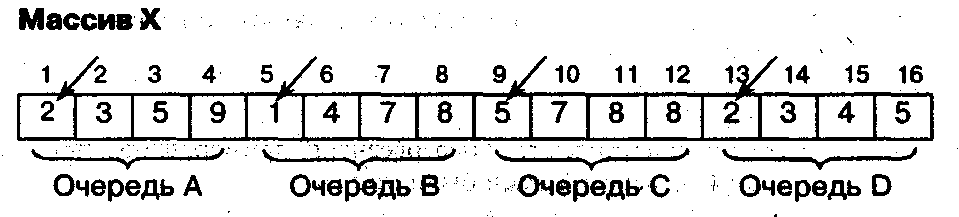 Массив X
1 2 3 4 5 6 7 8 9 10 11 12 13 14 15 16
2 3 5 9 1 4 7 8 5 7 8 8 2 3 4 5
Очередь A Очередь B Очередь C Очередь D